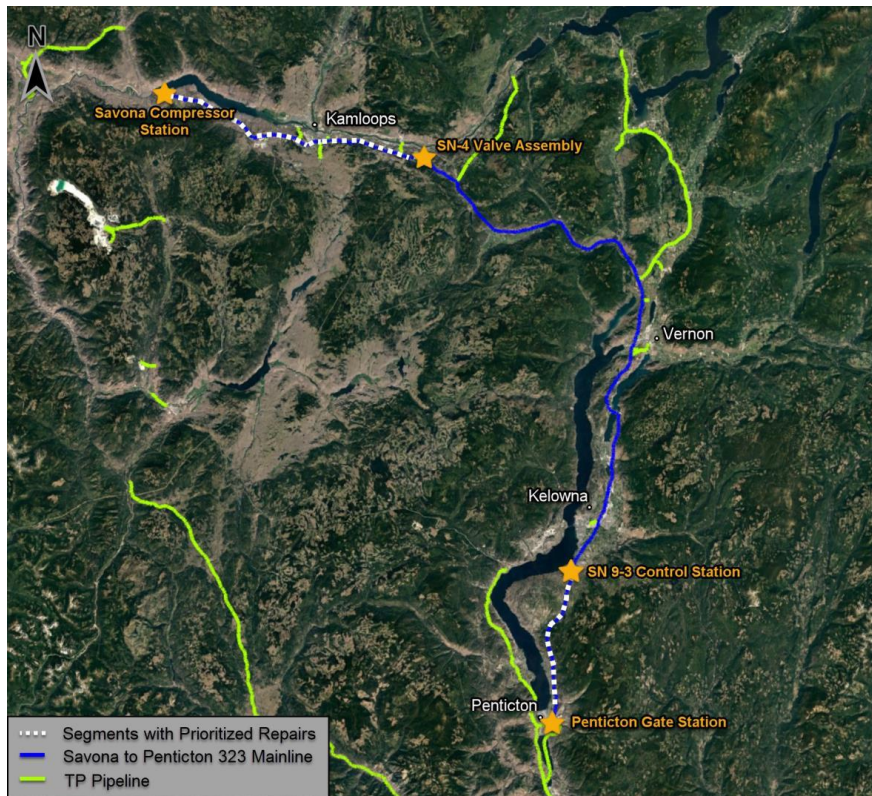 N
Savona Compressor
Station
Kamloops
SN-4 Valve Assembly
Vernon
Kelowna
SN 9-3 Control Station
Penticton
Penticton Gate Station
Segments with Prioritized Repairs
Savona to Penticton 323 Mainline
TP Pipeline